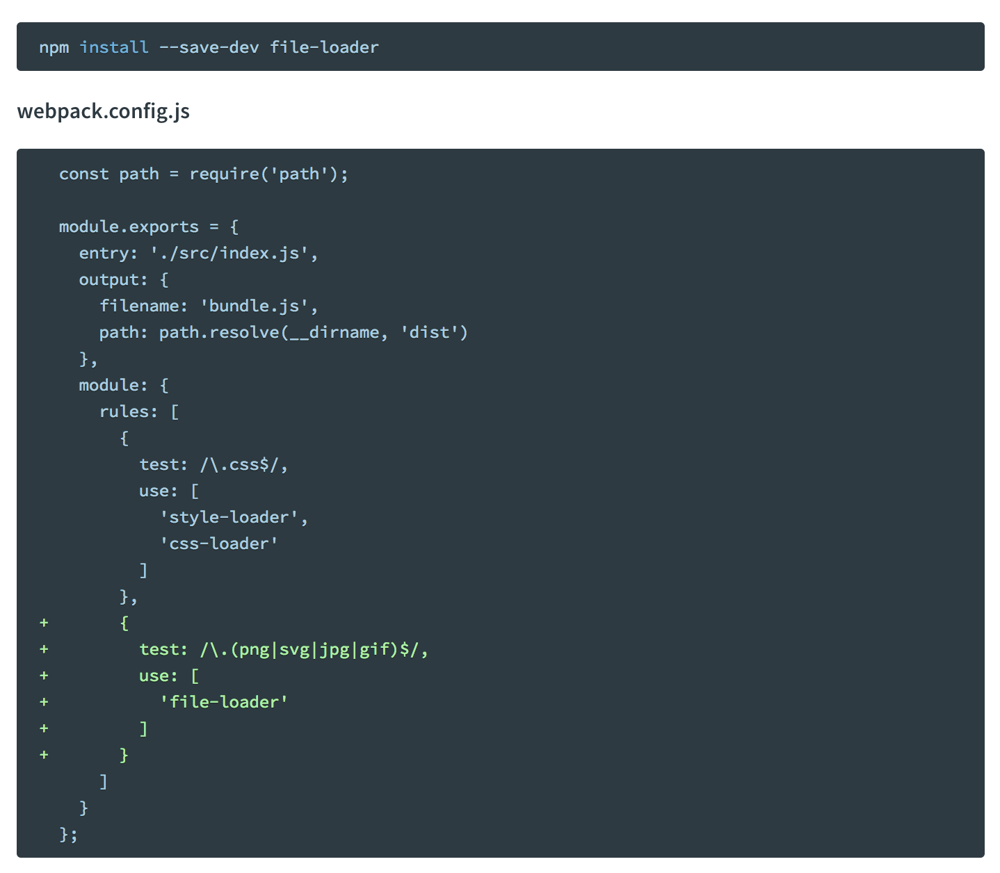 npm install --save-dev file-loader
webpack.config.js
  const path = require('path');

  module.exports = {
    entry: './src/index.js',
    output: {
      filename: 'bundle.js',
      path: path.resolve(__dirname, 'dist')
    },
    module: {
      rules: [
        {
          test: /\.css$/,
          use: [
            'style-loader',
            'css-loader'
          ]
        },
+       {
+         test: /\.(png|svg|jpg|gif)$/,
+         use: [
+           'file-loader'
+         ]
+       }
      ]
    }
  };